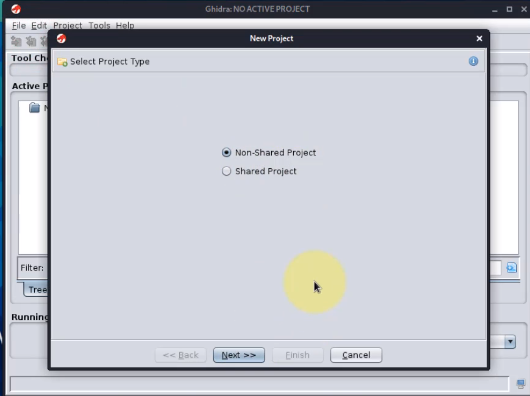 Ghidra: NO ACTIVE PROJECT
File Edit Project Tools Help
New Project
Tool Ch
Select Project Type
Active P
N
Non-Shared Project
Shared Project
Filter:
Tree
Running
<< Back Next >> Finish Cancel